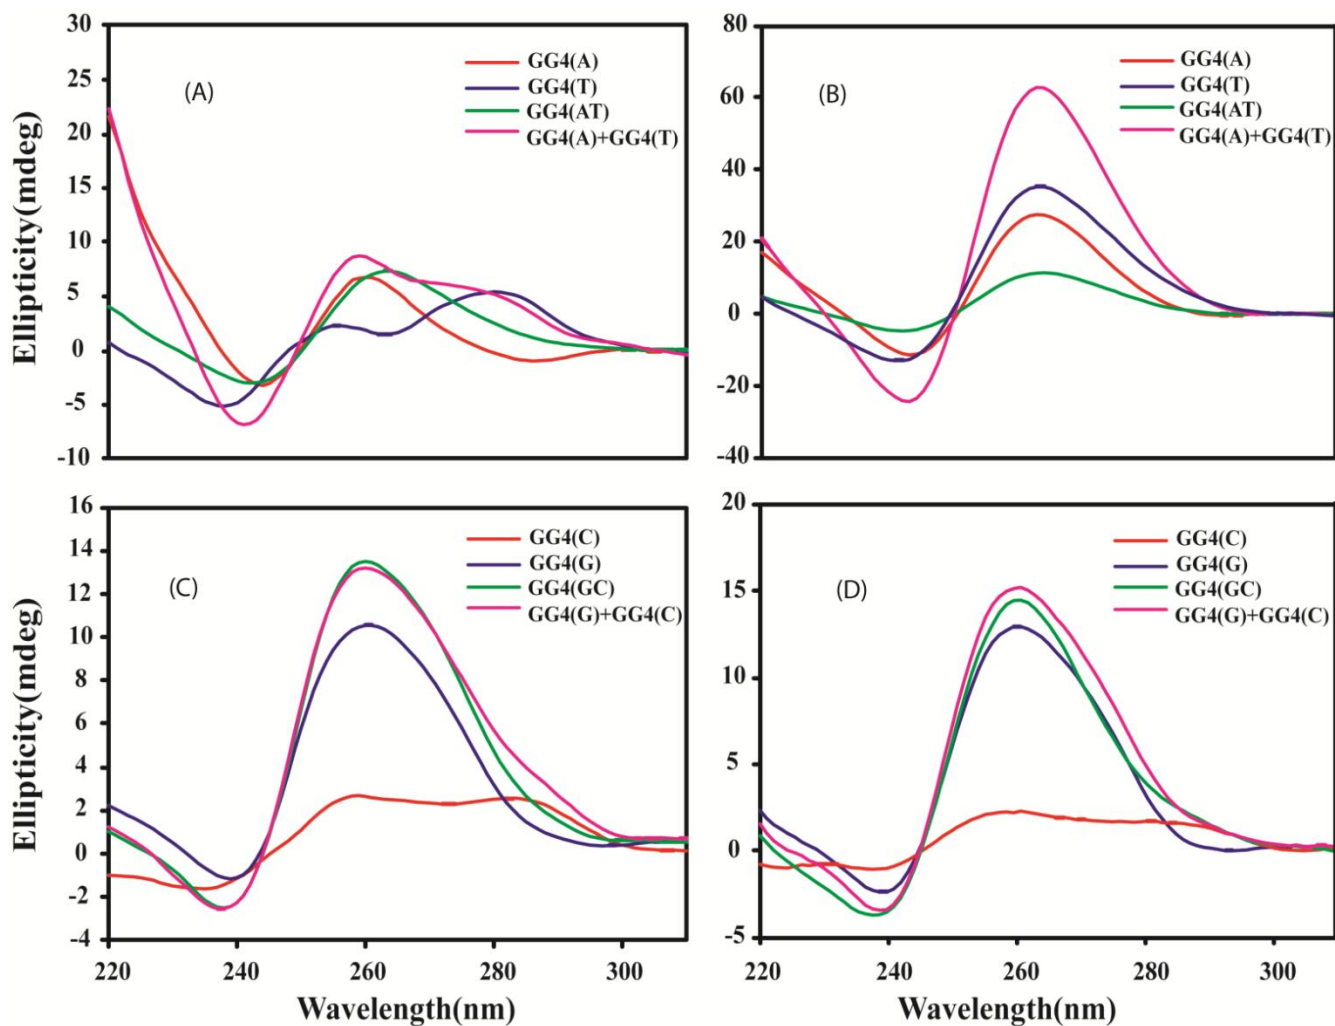 30
25
20
15
10
5
0
-5
-10
Ellipticity(mdeg)
(A)
GG4(A)
GG4(T)
GG4(AT)
GG4(A)+GG4(T)
80
60
40
20
0
-20
-40
(B)
GG4(A)
GG4(T)
GG4(AT)
GG4(A)+GG4(T)
16
14
12
10
8
6
4
2
0
-2
-4
Ellipticity(mdeg)
(C)
GG4(C)
GG4(G)
GG4(GC)
GG4(G)+GG4(C)
220 240 260 280 300
Wavelength(nm)
20
15
10
5
0
-5
(D)
GG4(C)
GG4(G)
GG4(GC)
GG4(G)+GG4(C)
220 240 260 280 300
Wavelength(nm)